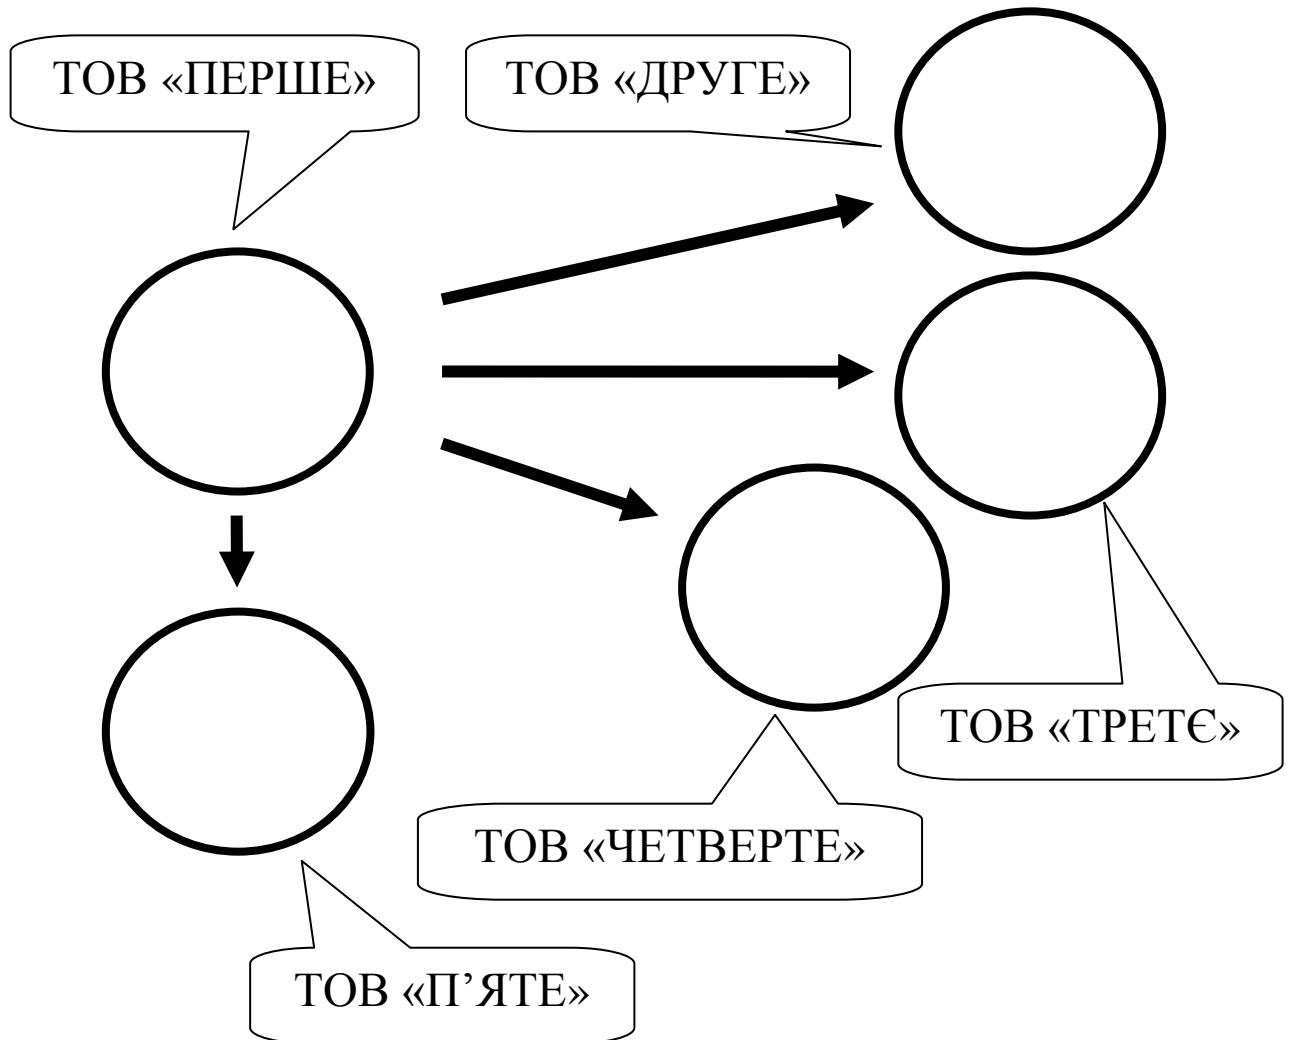 ТОВ «ПЕРШЕ»
ТОВ «ДРУГЕ»
ТОВ «ТРЕТЄ»
ТОВ «ЧЕТВЕРТЕ»
ТОВ «П’ЯТЕ»